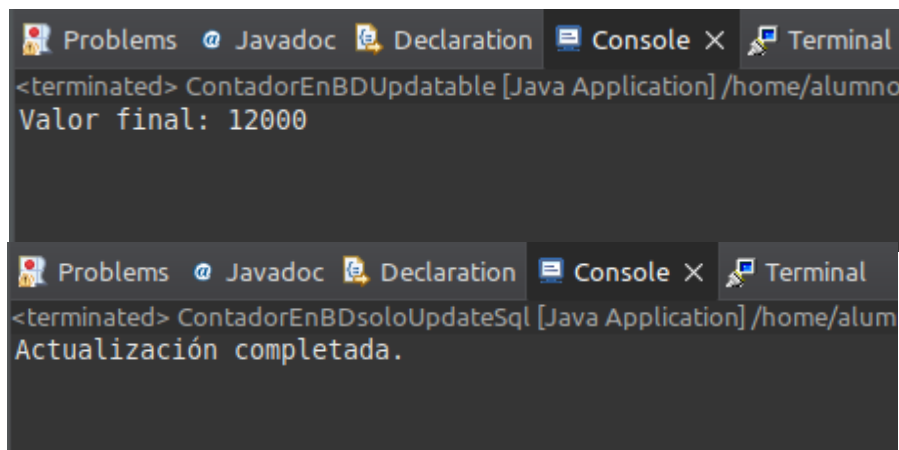 Problems @ Javadoc Declaration Console × Terminal
<terminated> ContadorEnBDUpdatable [Java Application] /home/alumno
Valor final: 12000
Problems @ Javadoc Declaration Console × Terminal
<terminated> ContadorEnBDsoloUpdateSql [Java Application] /home/alum
Actualización completada.